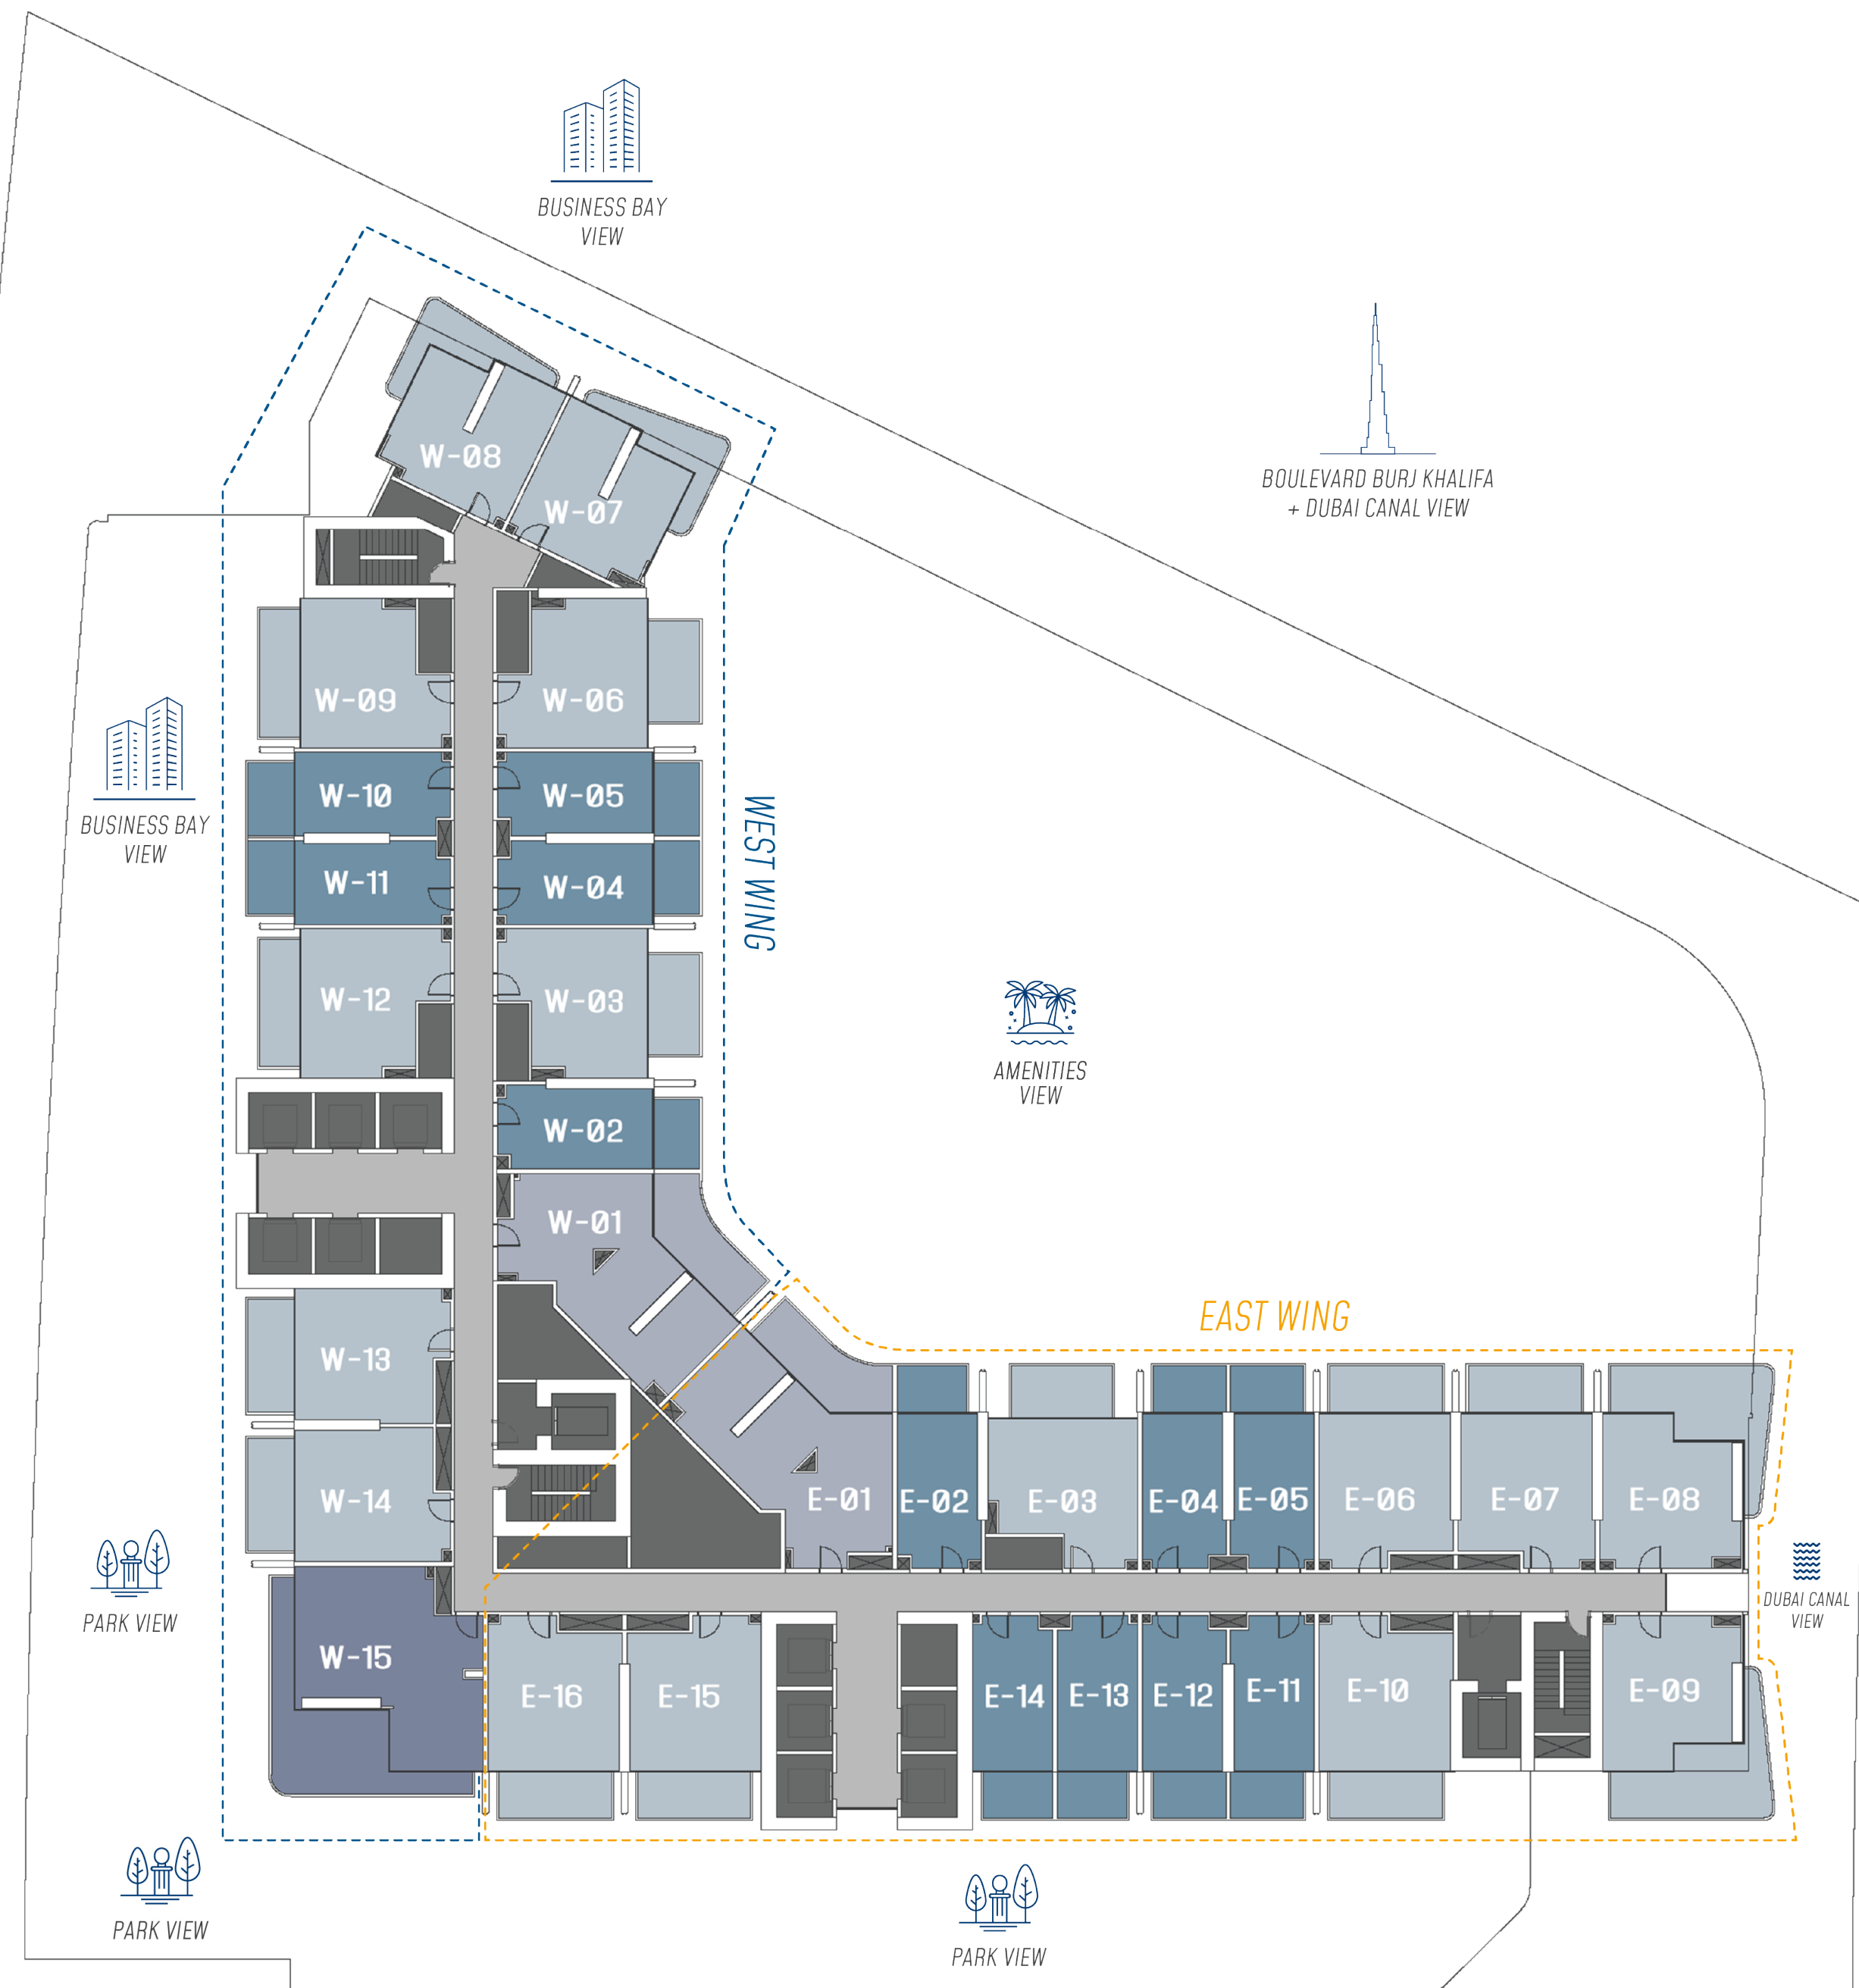 BUSINESS BAY
VIEW
BOULEVARD BURJ KHALIFA
+ DUBAI CANAL VIEW
W-08
W-07
W-09
W-06
W-10
W-05
BUSINESS BAY
VIEW
WEST WING
W-11
W-04
W-12
W-03
AMENITIES
VIEW
W-02
W-01
EAST WING
W-13
W-14
E-01
E-02
E-03
E-04
E-05
E-06
E-07
E-08
PARK VIEW
DUBAI CANAL
VIEW
W-15
E-16
E-15
E-14
E-13
E-12
E-11
E-10
E-09
PARK VIEW
PARK VIEW